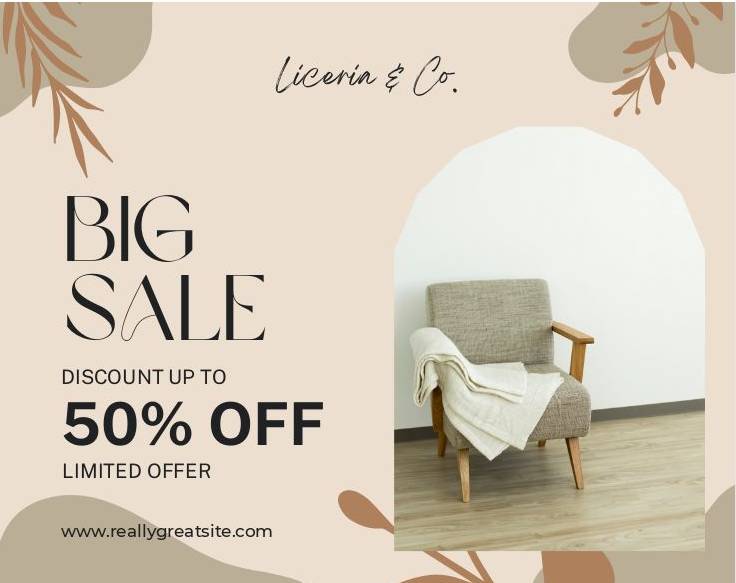 Liceria & Co.
BIG
SALE
DISCOUNT UP TO
50% OFF
LIMITED OFFER
www.reallygreatsite.com